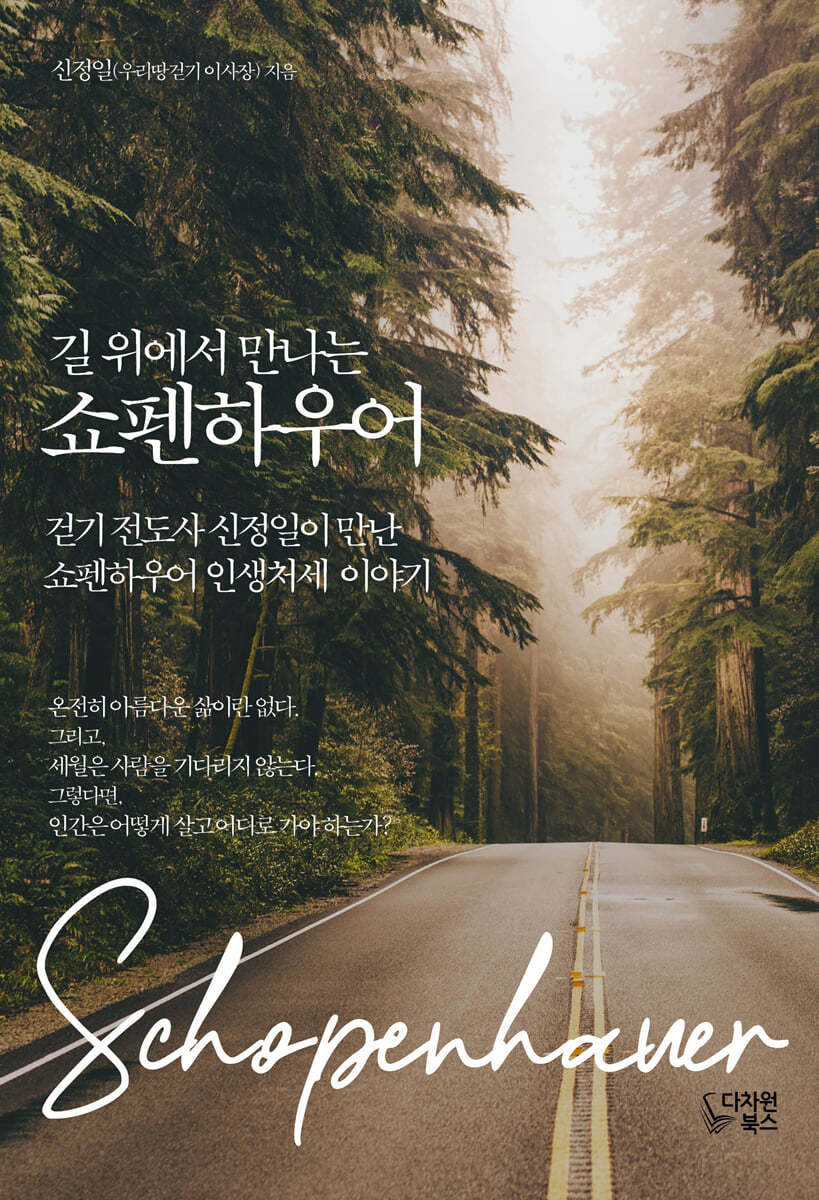 신정일(우리땅걷기 이사장) 지음
길 위에서 만나는
쇼펜하우어
걷기 전도사 신정일이 만난
쇼펜하우어 인생처세 이야기
온전히 아름다운 삶이란 없다.
그리고,
세월은 사람을 기다리지 않는다.
그렇다면,
인간은 어떻게 살고 어디로 가야 하는가?
Schopenhauer
다차원
북스